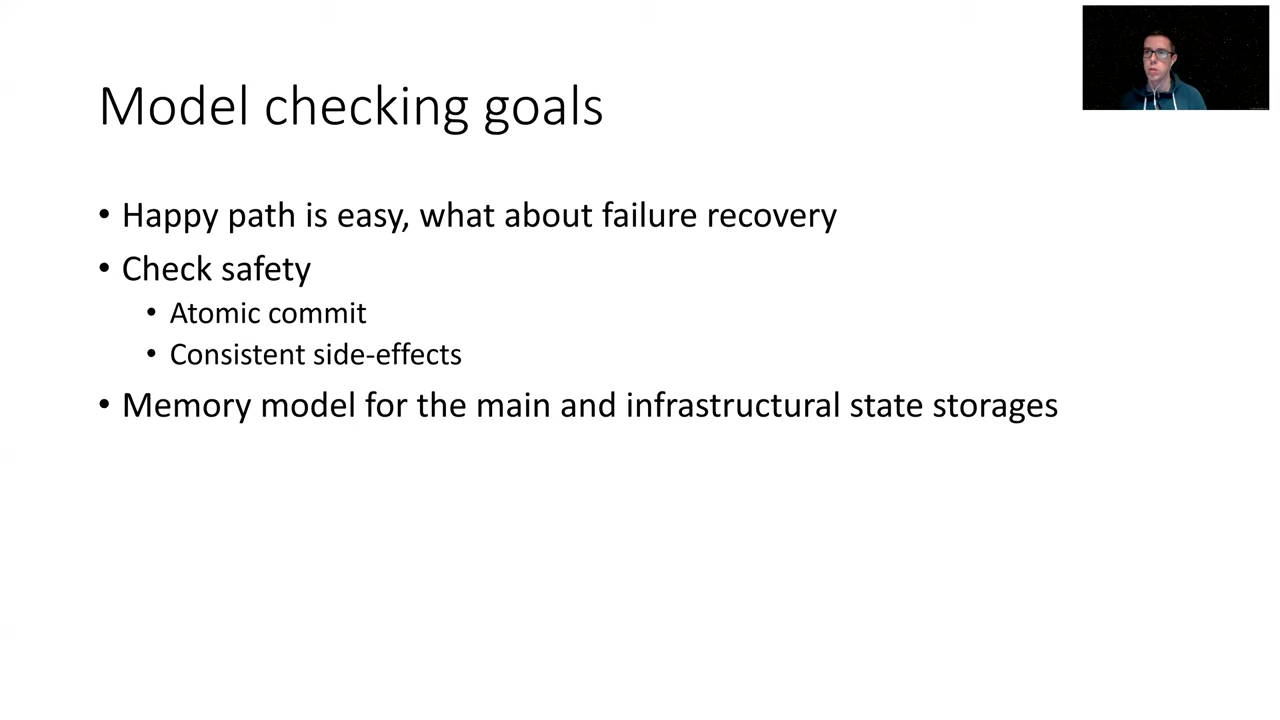 Model checking goals
• Happy path is easy, what about failure recovery
• Check safety
• Atomic commit
• Consistent side-effects
• Memory model for the main and infrastructural state storages